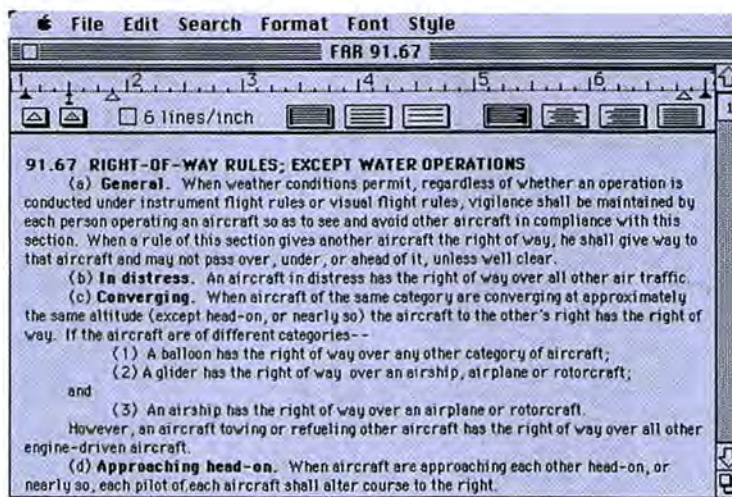 File Edit Search Format Font Style
FAR 91.67
1 2 3 4 5 6 7
6 lines/inch
1
91.67 RIGHT-OF-WAY RULES; EXCEPT WATER OPERATIONS
(a) General. When weather conditions permit, regardless of whether an operation is
conducted under instrument flight rules or visual flight rules, vigilance shall be maintained by
each person operating an aircraft so as to see and avoid other aircraft in compliance with this
section. When a rule of this section gives another aircraft the right of way, he shall give way to
that aircraft and may not pass over, under, or ahead of it, unless well clear.
(b) In distress. An aircraft in distress has the right of way over all other air traffic.
(c) Converging. When aircraft of the same category are converging at approximately
the same altitude (except head-on, or nearly so) the aircraft to the other's right has the right of
way. If the aircraft are of different categories--
(1) A balloon has the right of way over any other category of aircraft;
(2) A glider has the right of way over an airship, airplane or rotorcraft;
and
(3) An airship has the right of way over an airplane or rotorcraft.
However, an aircraft towing or refueling other aircraft has the right of way over all other
engine-driven aircraft.
(d) Approaching head-on. When aircraft are approaching each other head-on, or
nearly so, each pilot of each aircraft shall alter course to the right.